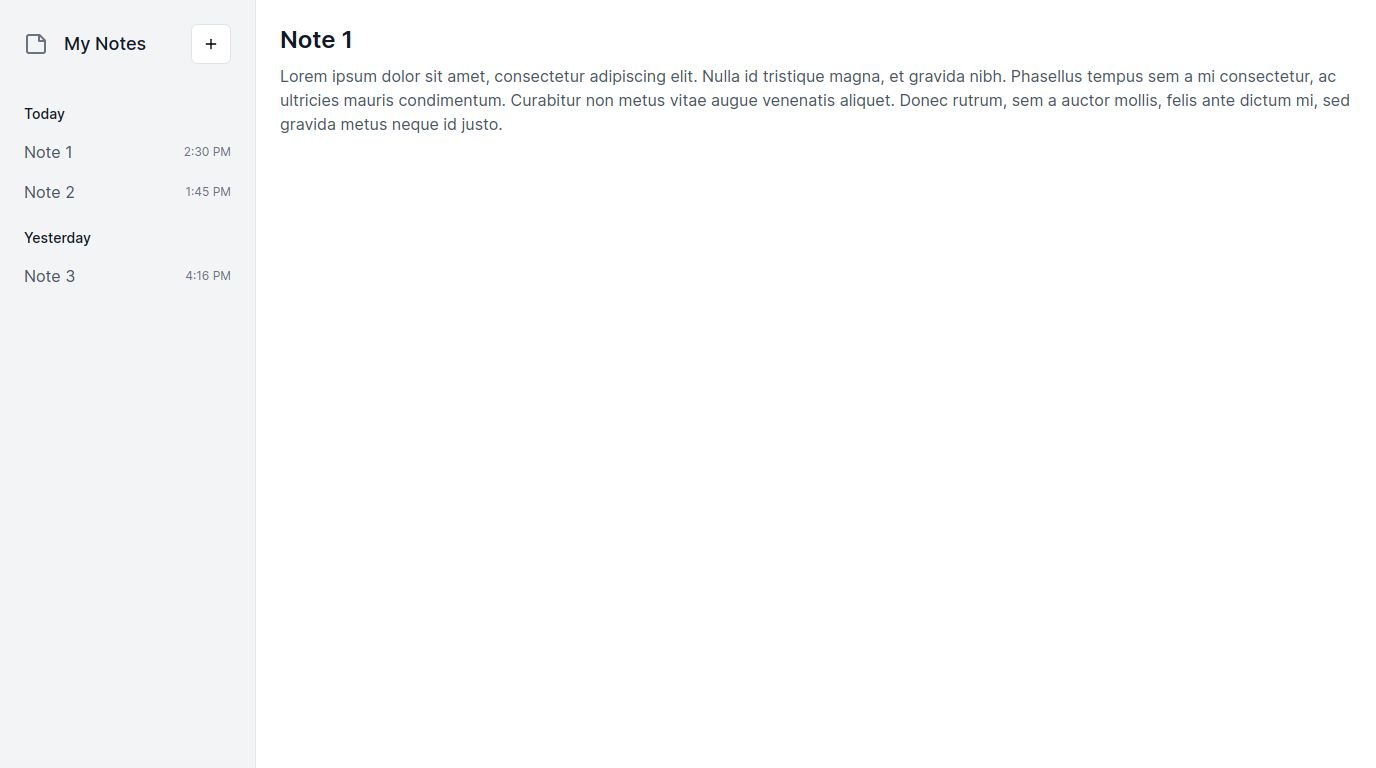 My Notes
Today
Note 1 2:30 PM
Note 2 1:45 PM
Yesterday
Note 3 4:16 PM
Note 1
Lorem ipsum dolor sit amet, consectetur adipiscing elit. Nulla id tristique magna, et gravida nibh. Phasellus tempus sem a mi consectetur, ac
ultricies mauris condimentum. Curabitur non metus vitae augue venenatis aliquet. Donec rutrum, sem a auctor mollis, felis ante dictum mi, sed
gravida metus neque id justo.